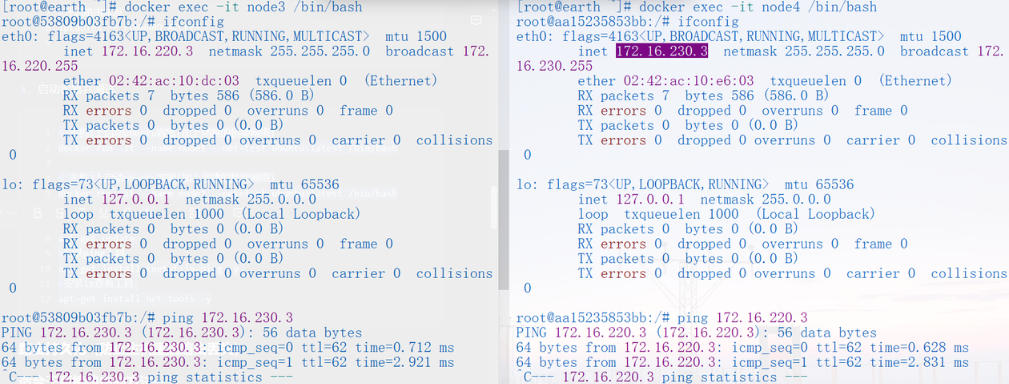 [root@earth ~]# docker exec -it node3 /bin/bash
root@53809b03fb7b:/# ifconfig
eth0: flags=4163<UP,BROADCAST,RUNNING,MULTICAST>  mtu 1500
inet 172.16.220.3  netmask 255.255.255.0  broadcast 172.
16.220.255
ether 02:42:ac:10:dc:03  txqueuelen 0  (Ethernet)
RX packets 7  bytes 586 (586.0 B)
RX errors 0  dropped 0  overruns 0  frame 0
TX packets 0  bytes 0 (0.0 B)
TX errors 0  dropped 0 overruns 0  carrier 0  collisions
0
lo: flags=73<UP,LOOPBACK,RUNNING>  mtu 65536
inet 127.0.0.1  netmask 255.0.0.0
loop  txqueuelen 1000  (Local Loopback)
RX packets 0  bytes 0 (0.0 B)
RX errors 0  dropped 0  overruns 0  frame 0
TX packets 0  bytes 0 (0.0 B)
TX errors 0  dropped 0 overruns 0  carrier 0  collisions
0
apt-get install net-tools -y
root@53809b03fb7b:/# ping 172.16.230.3
PING 172.16.230.3 (172.16.230.3): 56 data bytes
64 bytes from 172.16.230.3: icmp_seq=0 ttl=62 time=0.712 ms
64 bytes from 172.16.230.3: icmp_seq=1 ttl=62 time=2.921 ms
^C--- 172.16.230.3 ping statistics ---
[root@earth ~]# docker exec -it node4 /bin/bash
root@aa15235853bb:/# ifconfig
eth0: flags=4163<UP,BROADCAST,RUNNING,MULTICAST>  mtu 1500
inet 172.16.230.3  netmask 255.255.255.0  broadcast 172.
16.230.255
ether 02:42:ac:10:e6:03  txqueuelen 0  (Ethernet)
RX packets 7  bytes 586 (586.0 B)
RX errors 0  dropped 0  overruns 0  frame 0
TX packets 0  bytes 0 (0.0 B)
TX errors 0  dropped 0 overruns 0  carrier 0  collisions
0
lo: flags=73<UP,LOOPBACK,RUNNING>  mtu 65536
inet 127.0.0.1  netmask 255.0.0.0
loop  txqueuelen 1000  (Local Loopback)
RX packets 0  bytes 0 (0.0 B)
RX errors 0  dropped 0  overruns 0  frame 0
TX packets 0  bytes 0 (0.0 B)
TX errors 0  dropped 0 overruns 0  carrier 0  collisions
0
root@aa15235853bb:/# ping 172.16.220.3
PING 172.16.220.3 (172.16.220.3): 56 data bytes
64 bytes from 172.16.220.3: icmp_seq=0 ttl=62 time=0.628 ms
64 bytes from 172.16.220.3: icmp_seq=1 ttl=62 time=2.831 ms
^C--- 172.16.220.3 ping statistics ---